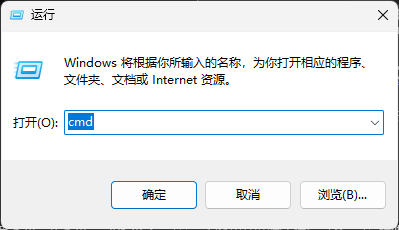 运行
Windows 将根据你所输入的名称，为你打开相应的程序、
文件夹、文档或 Internet 资源。
打开(O): cmd
确定 取消 浏览(B)...